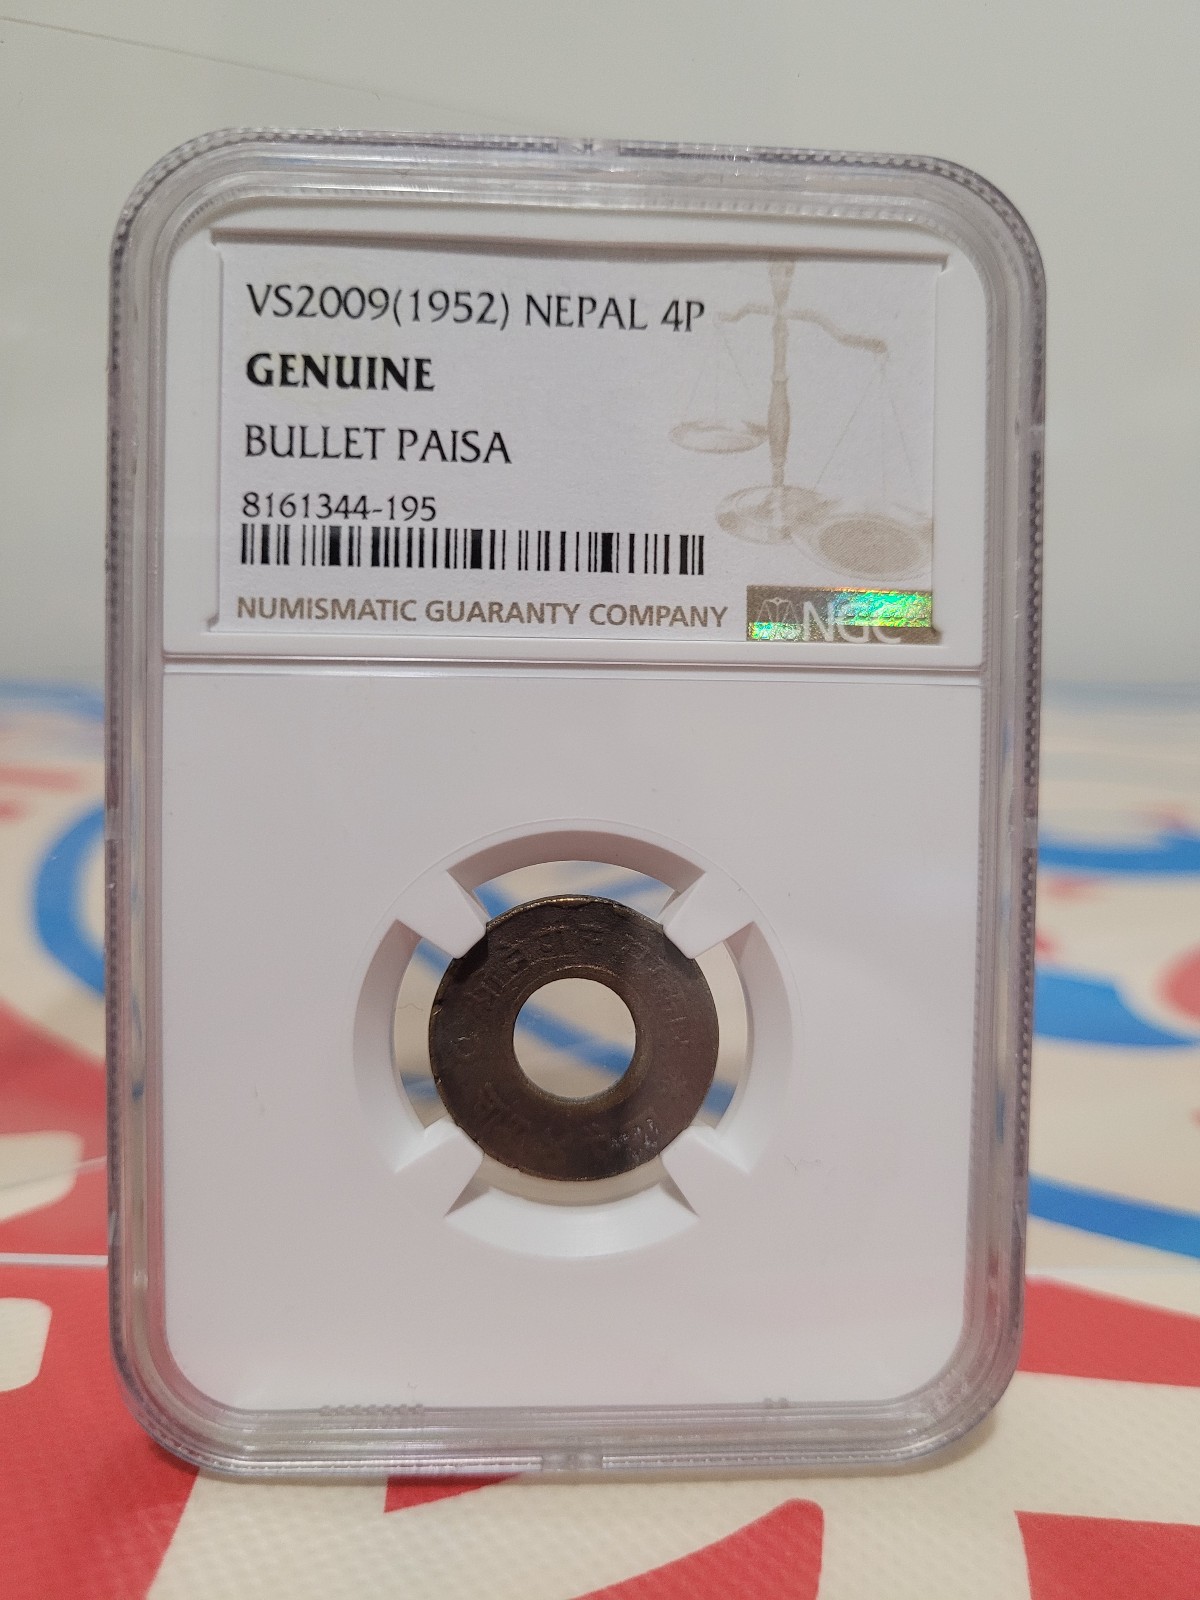 VS2009(1952) NEPAL 4P
GENUINE
BULLET PAISA
8161344-195
NUMISMATIC GUARANTY COMPANY
NGC